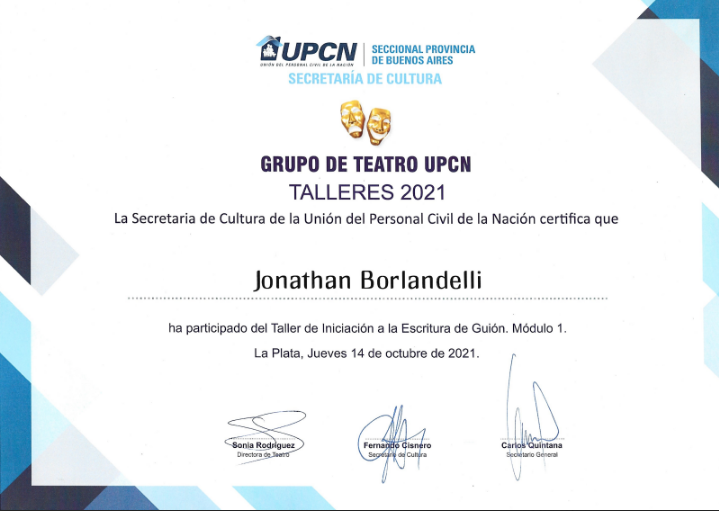 UPCN
UNIÓN DEL PERSONAL CIVIL DE LA NACIÓN
SECCIONAL PROVINCIA
DE BUENOS AIRES
SECRETARÍA DE CULTURA
GRUPO DE TEATRO UPCN
TALLERES 2021
La Secretaria de Cultura de la Unión del Personal Civil de la Nación certifica que
Jonathan Borlandelli
ha participado del Taller de Iniciación a la Escritura de Guión. Módulo 1.
La Plata, Jueves 14 de octubre de 2021.
Sonia Rodríguez
Directora de Teatro
Fernando Cisnero
Secretario de Cultura
Carlos Quintana
Secretario General